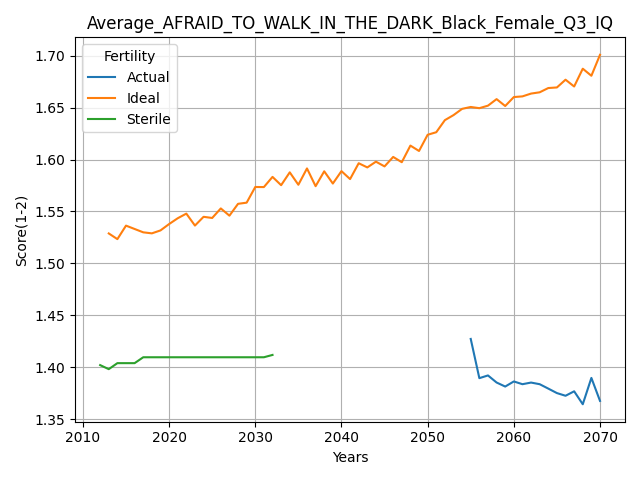 Average_AFRAID_TO_WALK_IN_THE_DARK_Black_Female_Q3_IQ
Fertility
Actual
Ideal
Sterile
Score(1-2)
1.70
1.65
1.60
1.55
1.50
1.45
1.40
1.35
2010
2020
2030
2040
2050
2060
2070
Years